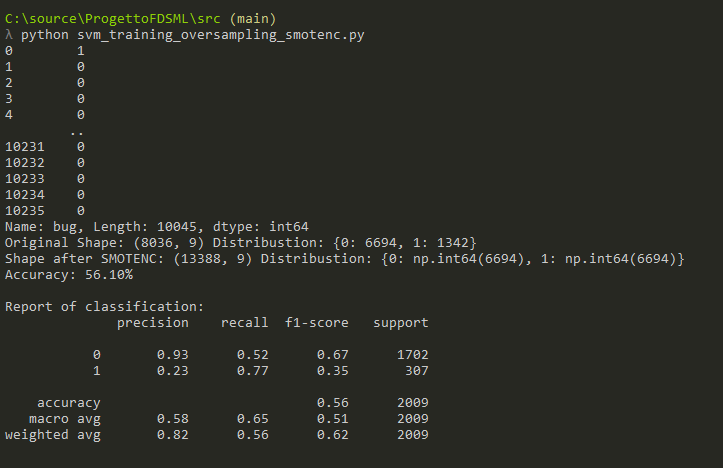 C:\source\ProgettoFDSML\src (main)
λ python svm_training_oversampling_smotenc.py
0        1
1        0
2        0
3        0
4        0
        ..
10231    0
10232    0
10233    0
10234    0
10235    0
Name: bug, Length: 10045, dtype: int64
Original Shape: (8036, 9) Distribustion: {0: 6694, 1: 1342}
Shape after SMOTENC: (13388, 9) Distribustion: {0: np.int64(6694), 1: np.int64(6694)}
Accuracy: 56.10%
Report of classification:
              precision    recall  f1-score   support
           0       0.93      0.52      0.67      1702
           1       0.23      0.77      0.35       307
    accuracy                           0.56      2009
   macro avg       0.58      0.65      0.51      2009
weighted avg       0.82      0.56      0.62      2009